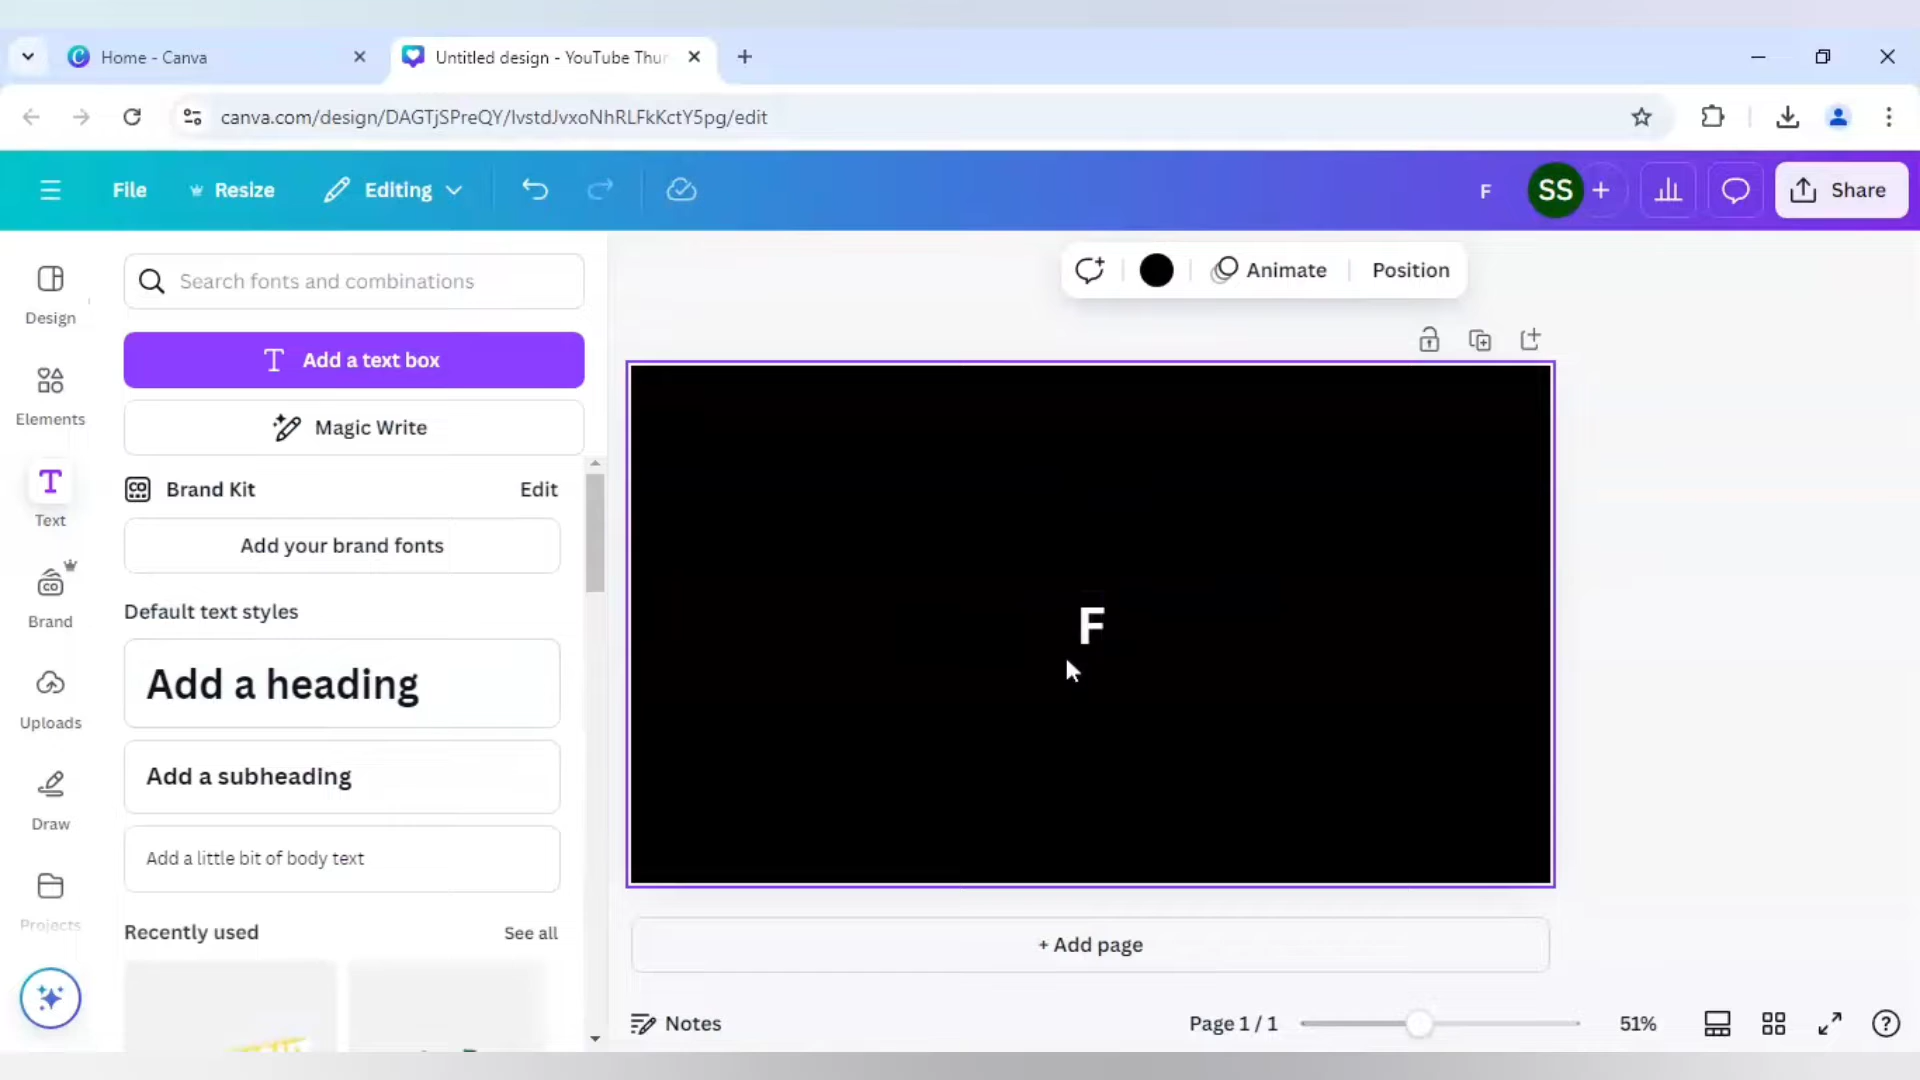 Home - Canva
Untitled design - YouTube Thur
canva.com/design/DAGTjSPreQY/IvstdJvxoNhRLFkKctY5pg/edit
File
Resize
Editing
F
SS
+
Share
Design
Elements
Text
Brand
Uploads
Draw
Projects
Search fonts and combinations
Add a text box
Magic Write
Brand Kit
Edit
Add your brand fonts
Default text styles
Add a heading
Add a subheading
Add a little bit of body text
Recently used
See all
Animate
Position
F
+ Add page
Notes
Page 1 / 1
51%